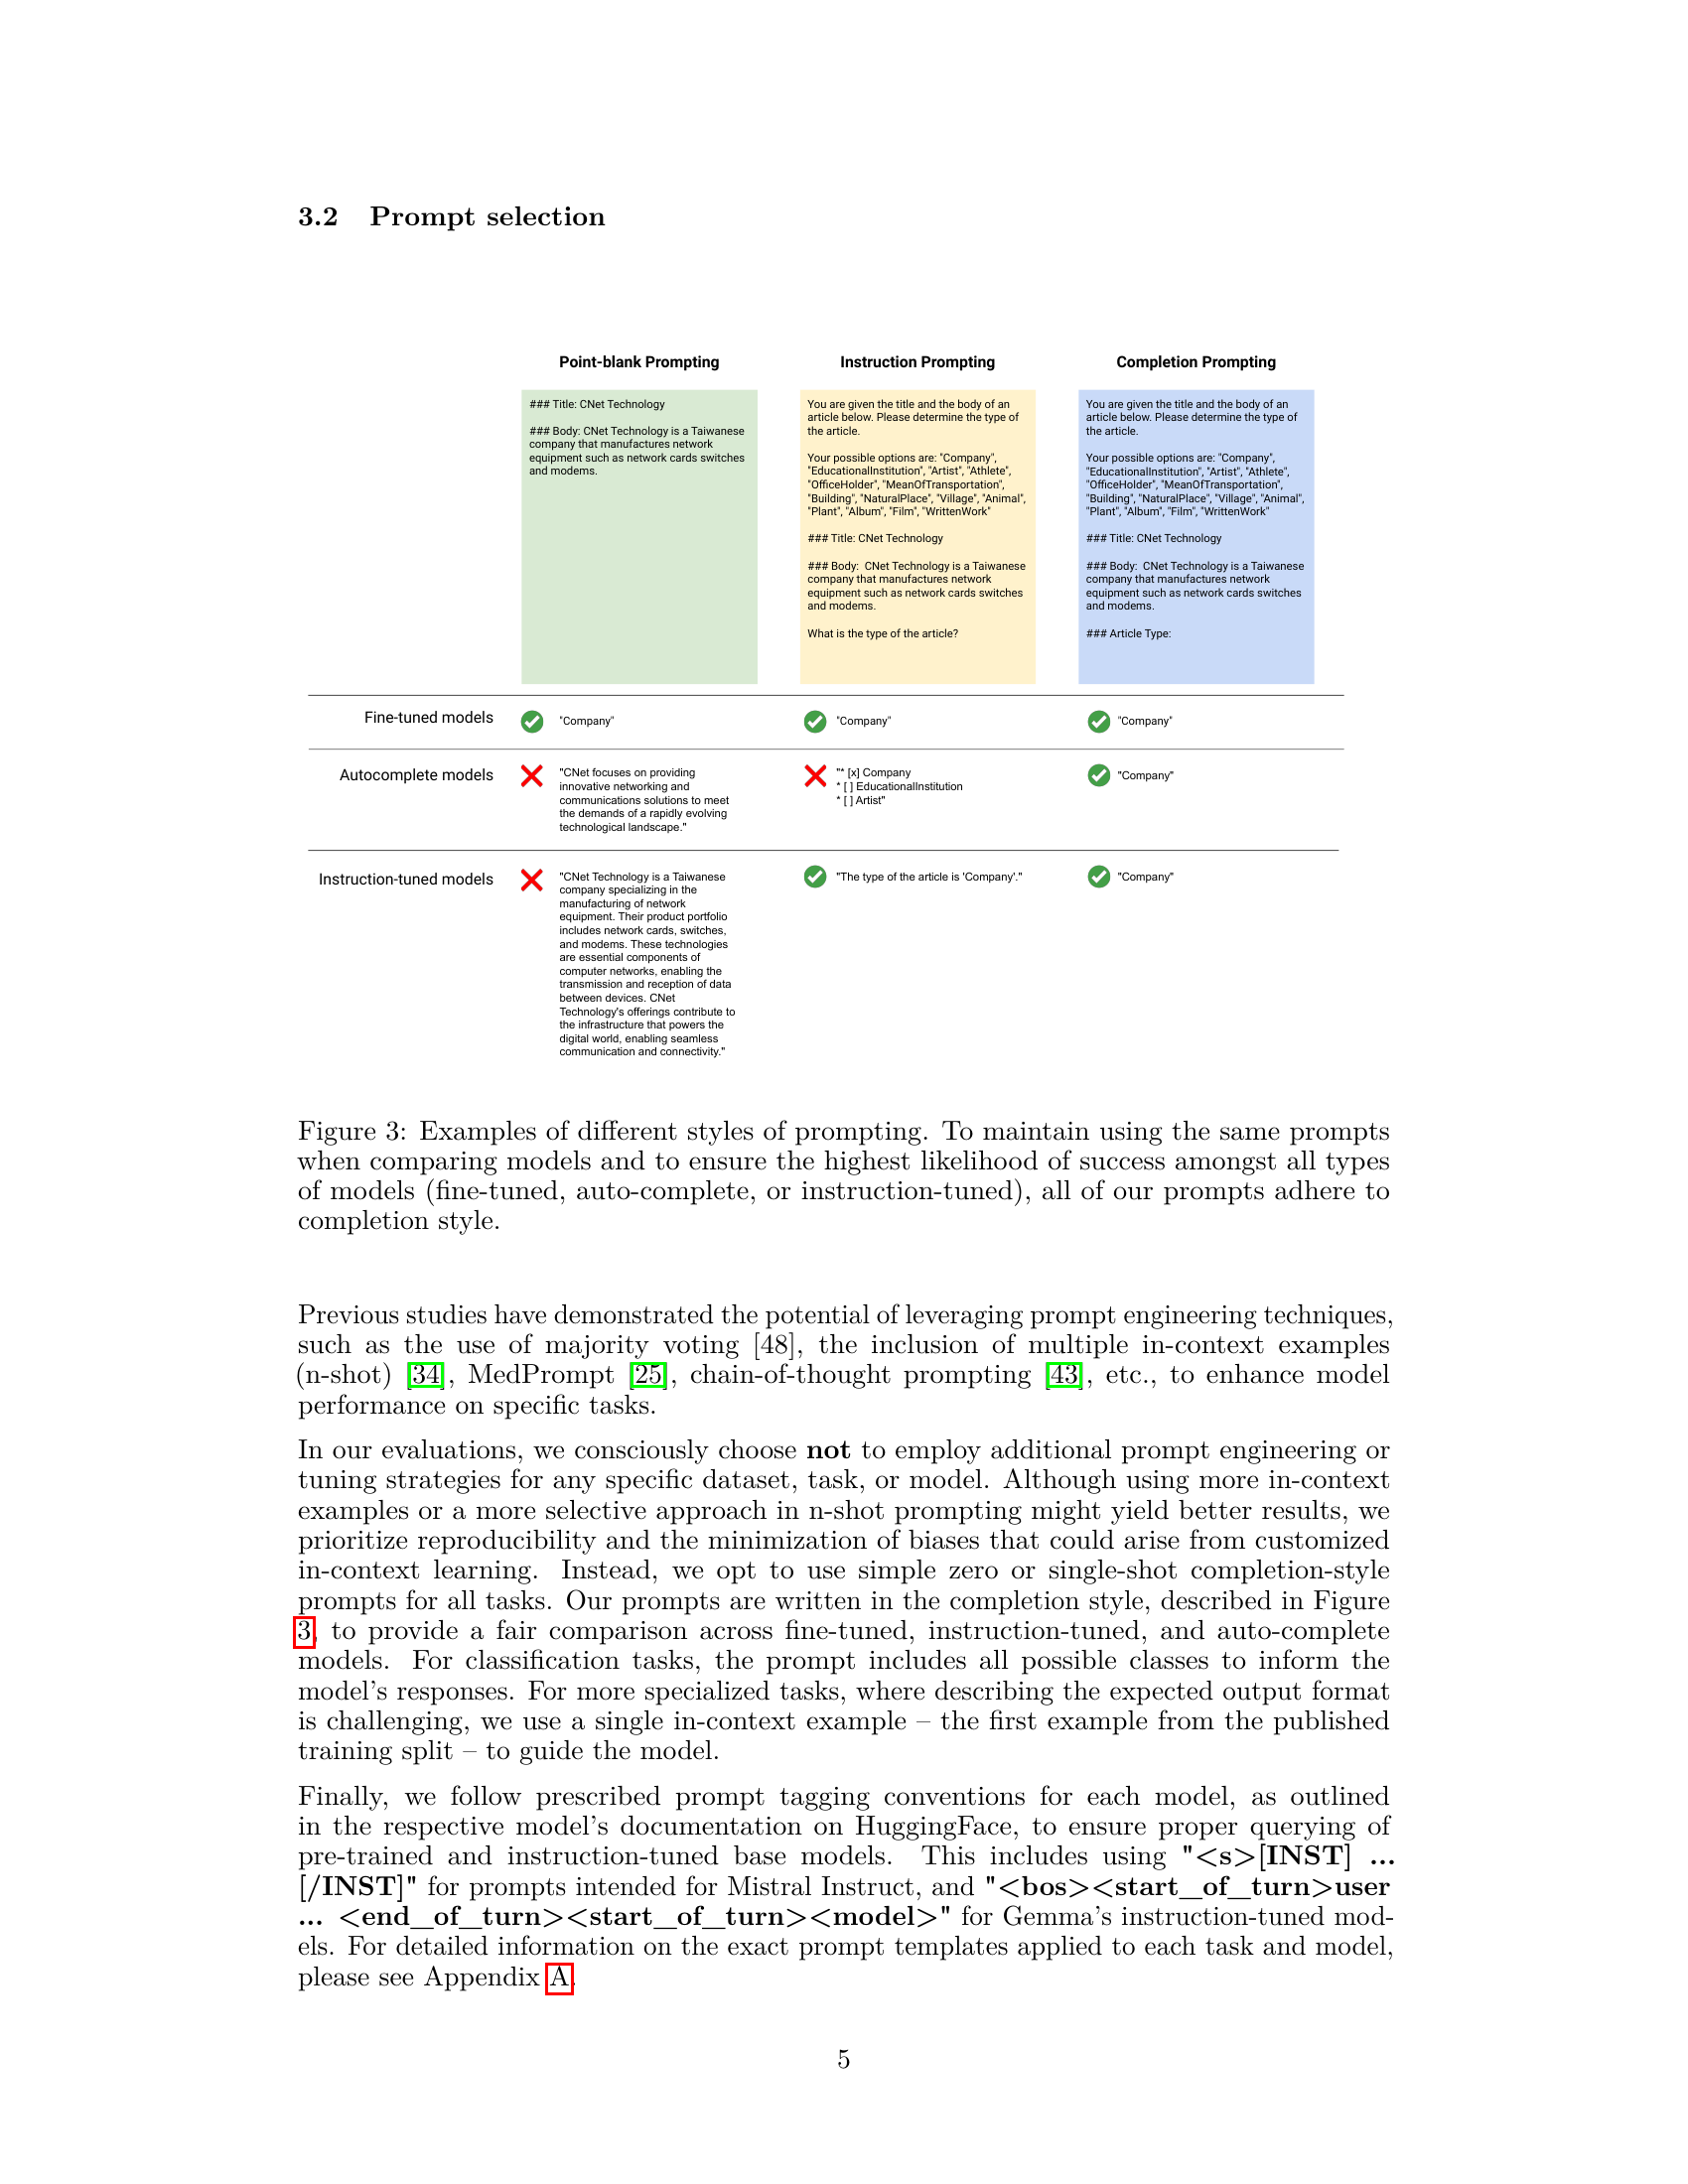 3.2 Prompt selection
Point-blank Prompting
Instruction Prompting
Completion Prompting
### Title: CNet Technology
### Body: CNet Technology is a Taiwanese
company that manufactures network
equipment such as network cards switches
and modems.
You are given the title and the body of an
article below. Please determine the type of
the article.
Your possible options are: "Company",
"EducationalInstitution", "Artist", "Athlete",
"OfficeHolder", "MeanOfTransportation",
"Building", "NaturalPlace", "Village", "Animal",
"Plant", "Album", "Film", "WrittenWork"
### Title: CNet Technology
### Body: CNet Technology is a Taiwanese
company that manufactures network
equipment such as network cards switches
and modems.
What is the type of the article?
You are given the title and the body of an
article below. Please determine the type of
the article.
Your possible options are: "Company",
"EducationalInstitution", "Artist", "Athlete",
"OfficeHolder", "MeanOfTransportation",
"Building", "NaturalPlace", "Village", "Animal",
"Plant", "Album", "Film", "WrittenWork"
### Title: CNet Technology
### Body: CNet Technology is a Taiwanese
company that manufactures network
equipment such as network cards switches
and modems.
### Article Type:
Fine-tuned models
"Company"
"Company"
"Company"
Autocomplete models
"CNet focuses on providing
innovative networking and
communications solutions to meet
the demands of a rapidly evolving
technological landscape."
"* [x] Company
* [ ] EducationalInstitution
* [ ] Artist"
"Company"
Instruction-tuned models
"CNet Technology is a Taiwanese
company specializing in the
manufacturing of network
equipment. Their product portfolio
includes network cards, switches,
and modems. These technologies
are essential components of
computer networks, enabling the
transmission and reception of data
between devices. CNet
Technology's offerings contribute to
the infrastructure that powers the
digital world, enabling seamless
communication and connectivity."
"The type of the article is 'Company'."
"Company"
Figure 3: Examples of different styles of prompting. To maintain using the same prompts
when comparing models and to ensure the highest likelihood of success amongst all types
of models (fine-tuned, auto-complete, or instruction-tuned), all of our prompts adhere to
completion style.
Previous studies have demonstrated the potential of leveraging prompt engineering techniques,
such as the use of majority voting [48], the inclusion of multiple in-context examples
(n-shot) [34], MedPrompt [25], chain-of-thought prompting [43], etc., to enhance model
performance on specific tasks.
In our evaluations, we consciously choose not to employ additional prompt engineering or
tuning strategies for any specific dataset, task, or model. Although using more in-context
examples or a more selective approach in n-shot prompting might yield better results, we
prioritize reproducibility and the minimization of biases that could arise from customized
in-context learning. Instead, we opt to use simple zero or single-shot completion-style
prompts for all tasks. Our prompts are written in the completion style, described in Figure
3, to provide a fair comparison across fine-tuned, instruction-tuned, and auto-complete
models. For classification tasks, the prompt includes all possible classes to inform the
model's responses. For more specialized tasks, where describing the expected output format
is challenging, we use a single in-context example – the first example from the published
training split – to guide the model.
Finally, we follow prescribed prompt tagging conventions for each model, as outlined
in the respective model's documentation on HuggingFace, to ensure proper querying of
pre-trained and instruction-tuned base models. This includes using "<s>[INST] ...
[/INST]" for prompts intended for Mistral Instruct, and "<bos><start_of_turn>user
... <end_of_turn><start_of_turn><model>" for Gemma's instruction-tuned mod-
els. For detailed information on the exact prompt templates applied to each task and model,
please see Appendix A.
5